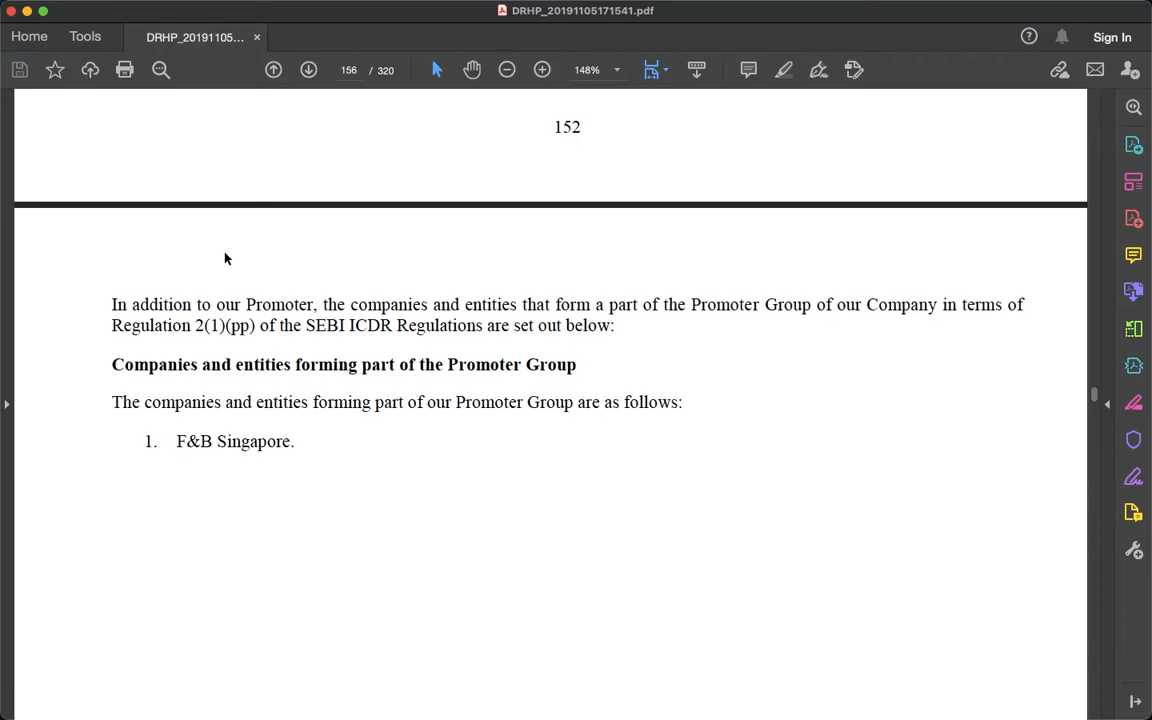 DRHP_20191105171541.pdf
Home Tools DRHP_20191105... × Sign In
156 / 320 148%
152
In addition to our Promoter, the companies and entities that form a part of the Promoter Group of our Company in terms of
Regulation 2(1)(pp) of the SEBI ICDR Regulations are set out below:
Companies and entities forming part of the Promoter Group
The companies and entities forming part of our Promoter Group are as follows:
1. F&B Singapore.